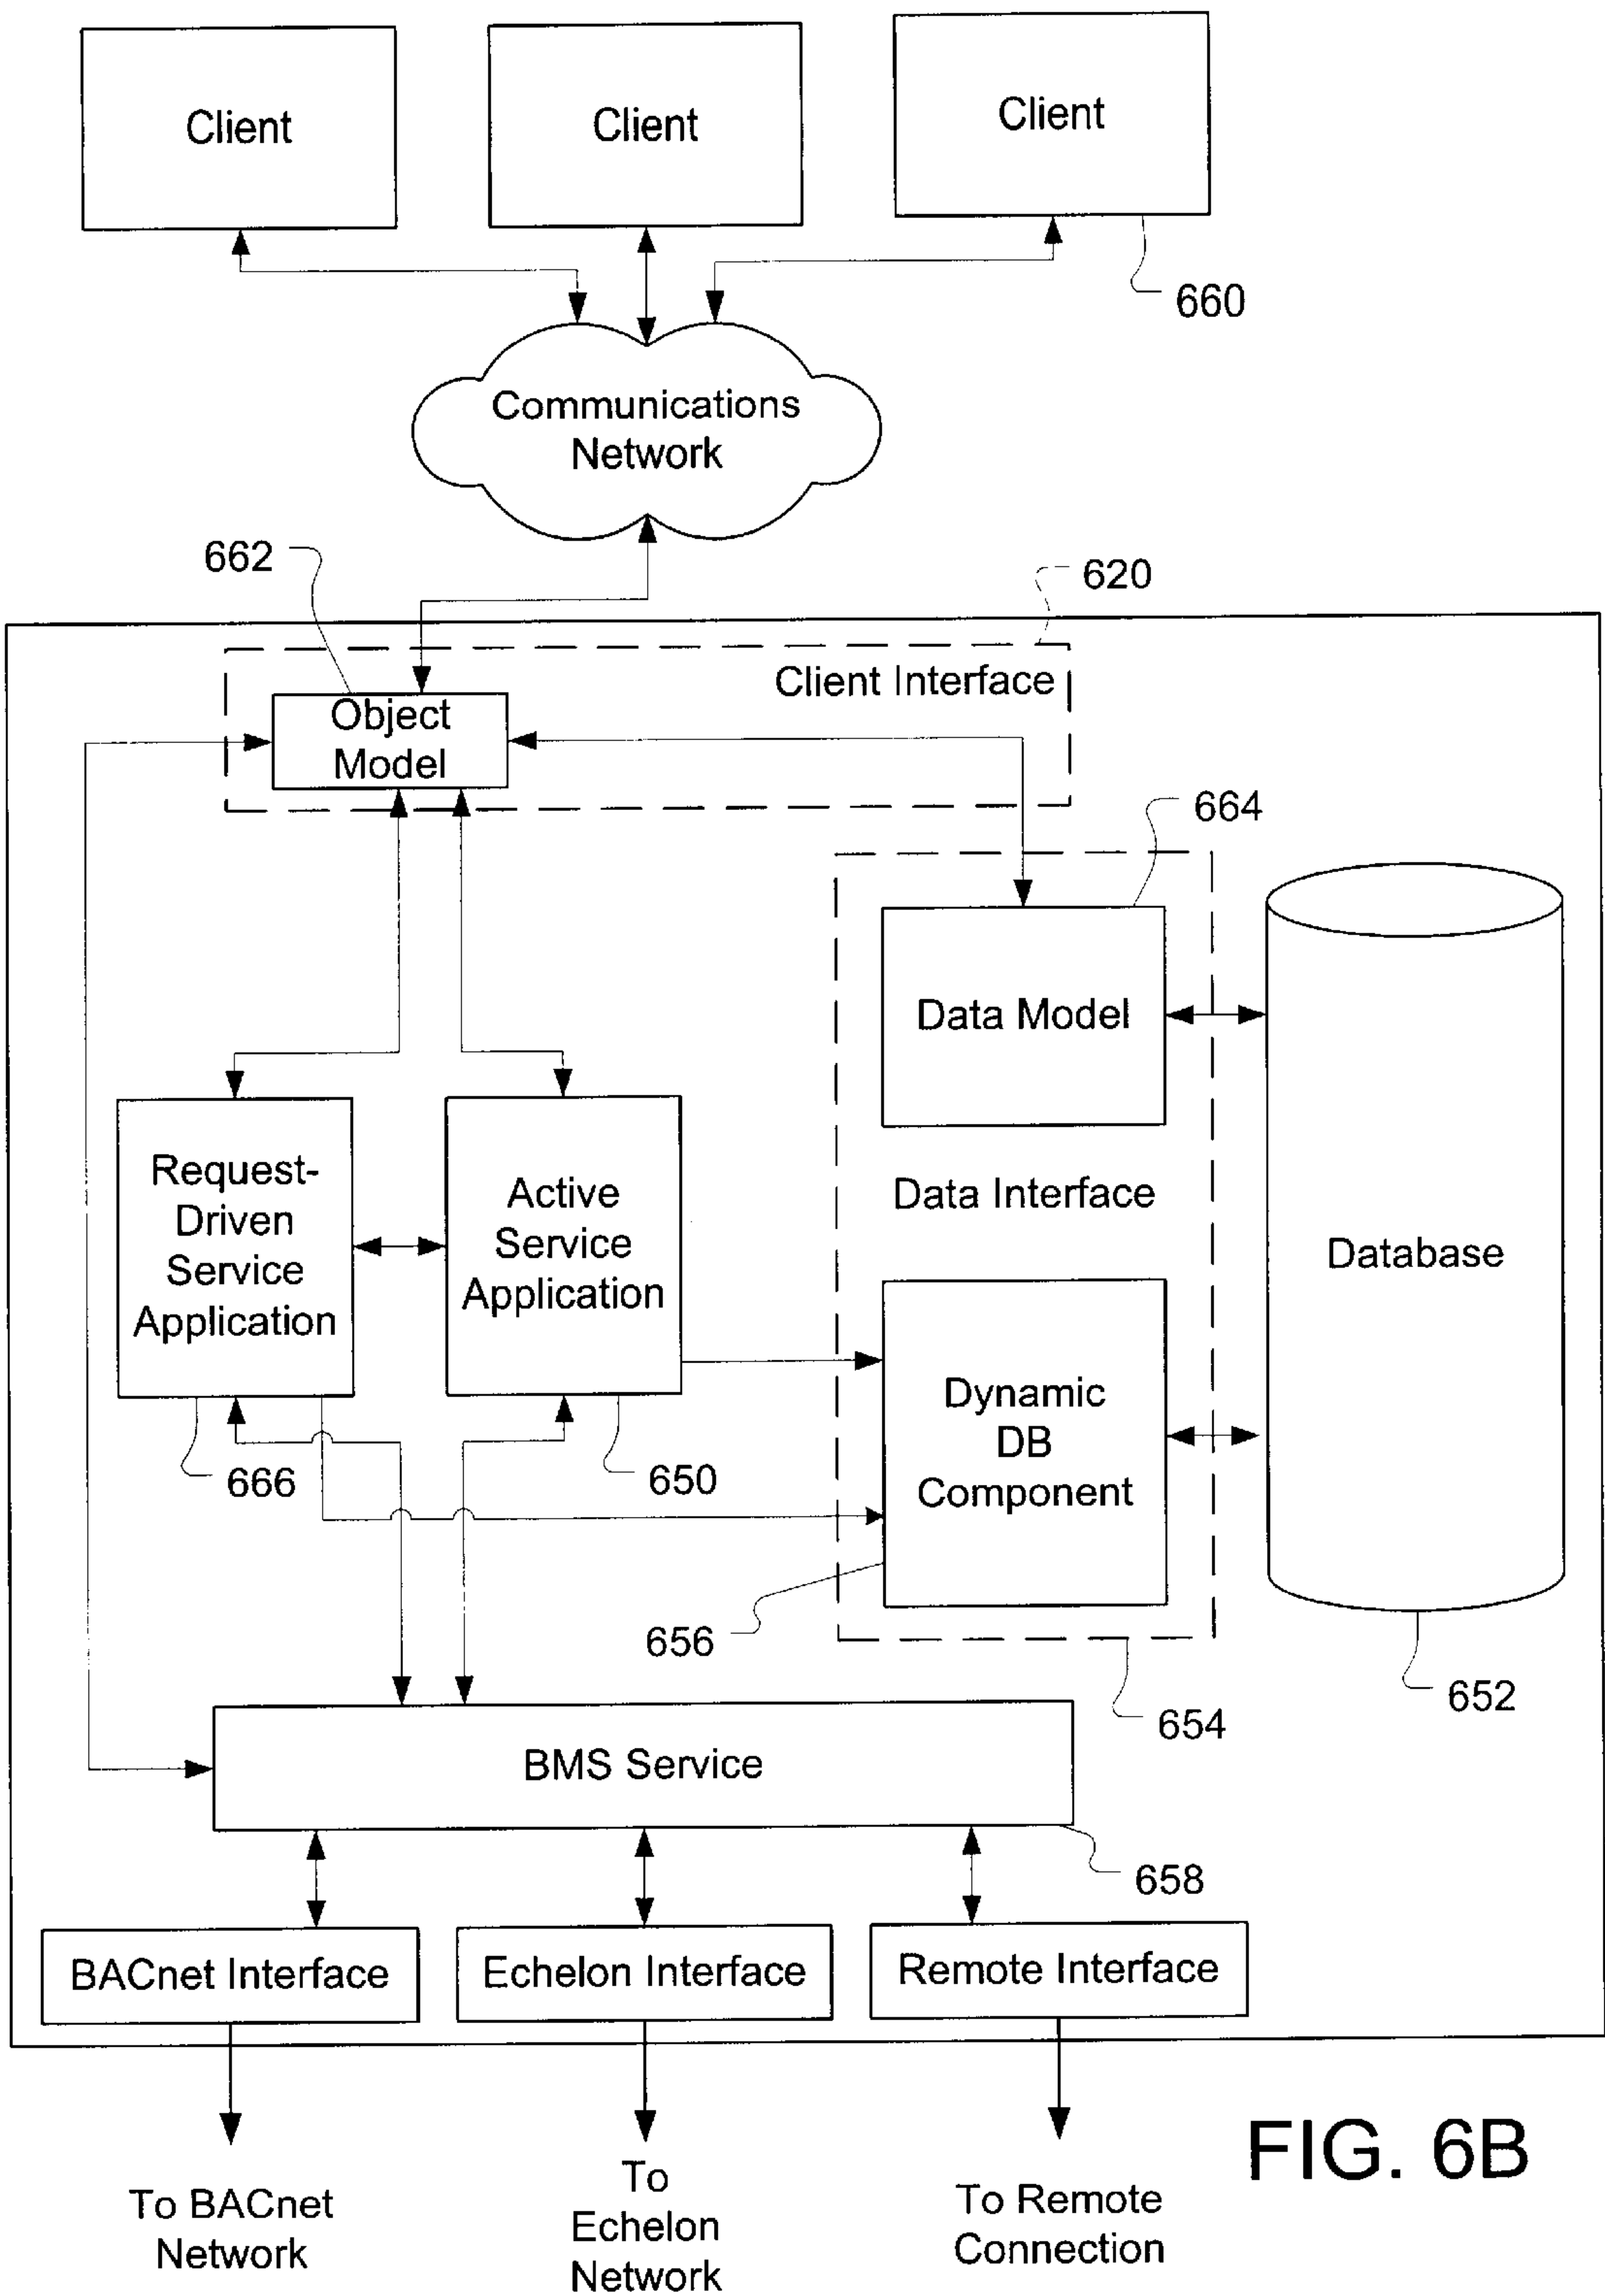 Client
Client
Client
660
Communications
Network
662
620
Client Interface
Object
Model
664
Data Model
Request-
Driven
Service
Application
Active
Service
Application
Data Interface
Database
Dynamic
DB
Component
666
650
656
654
652
BMS Service
658
BACnet Interface
Echelon Interface
Remote Interface
FIG. 6B
To BACnet
Network
To
Echelon
Network
To Remote
Connection